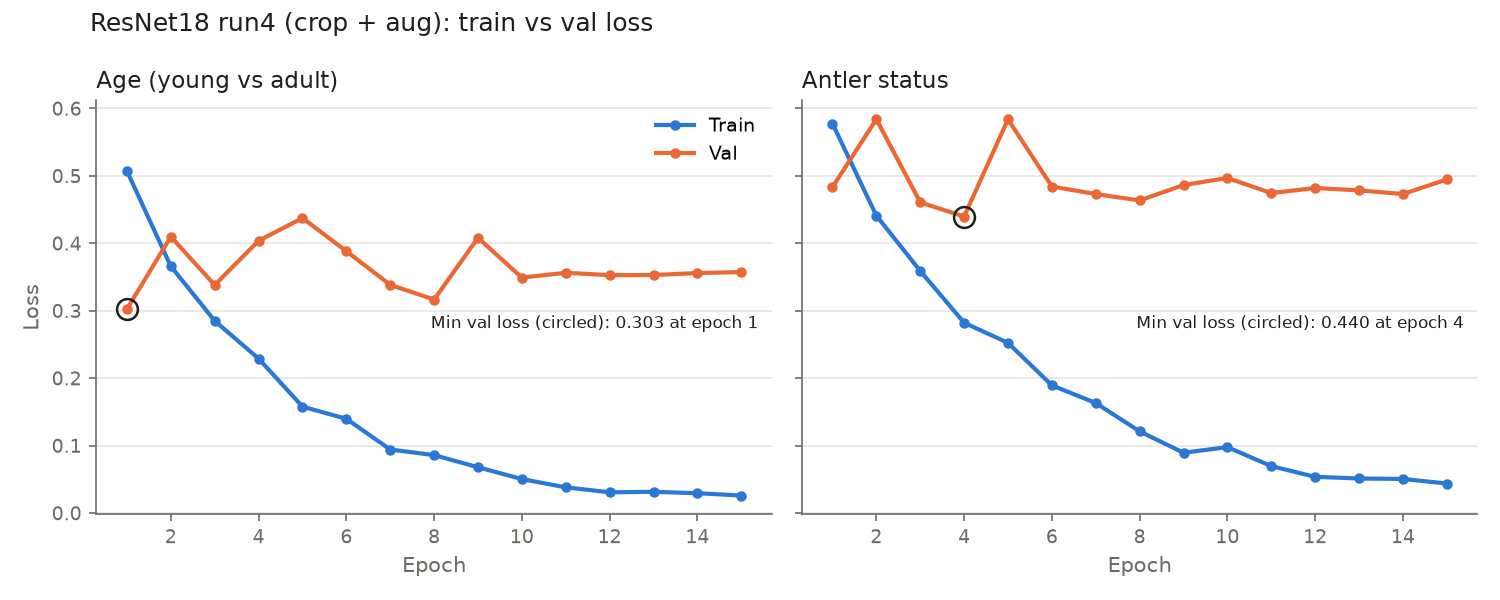 ResNet18 run4 (crop + aug): train vs val loss
Age (young vs adult)
Train
Val
Loss
0.6
0.5
0.4
0.3
0.2
0.1
0.0
Min val loss (circled): 0.303 at epoch 1
2 4 6 8 10 12 14
Epoch
Antler status
Min val loss (circled): 0.440 at epoch 4
2 4 6 8 10 12 14
Epoch